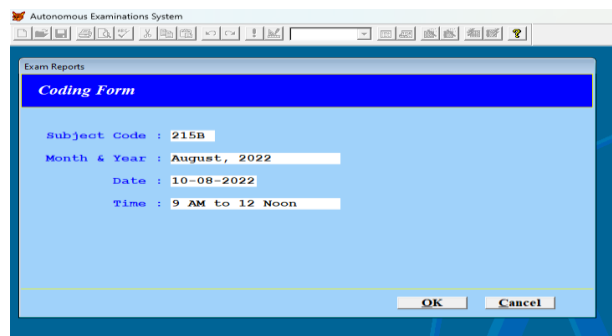 Autonomous Examinations System
Exam Reports
Coding Form
Subject Code : 215B
Month & Year : August, 2022
Date : 10-08-2022
Time : 9 AM to 12 Noon
OK Cancel